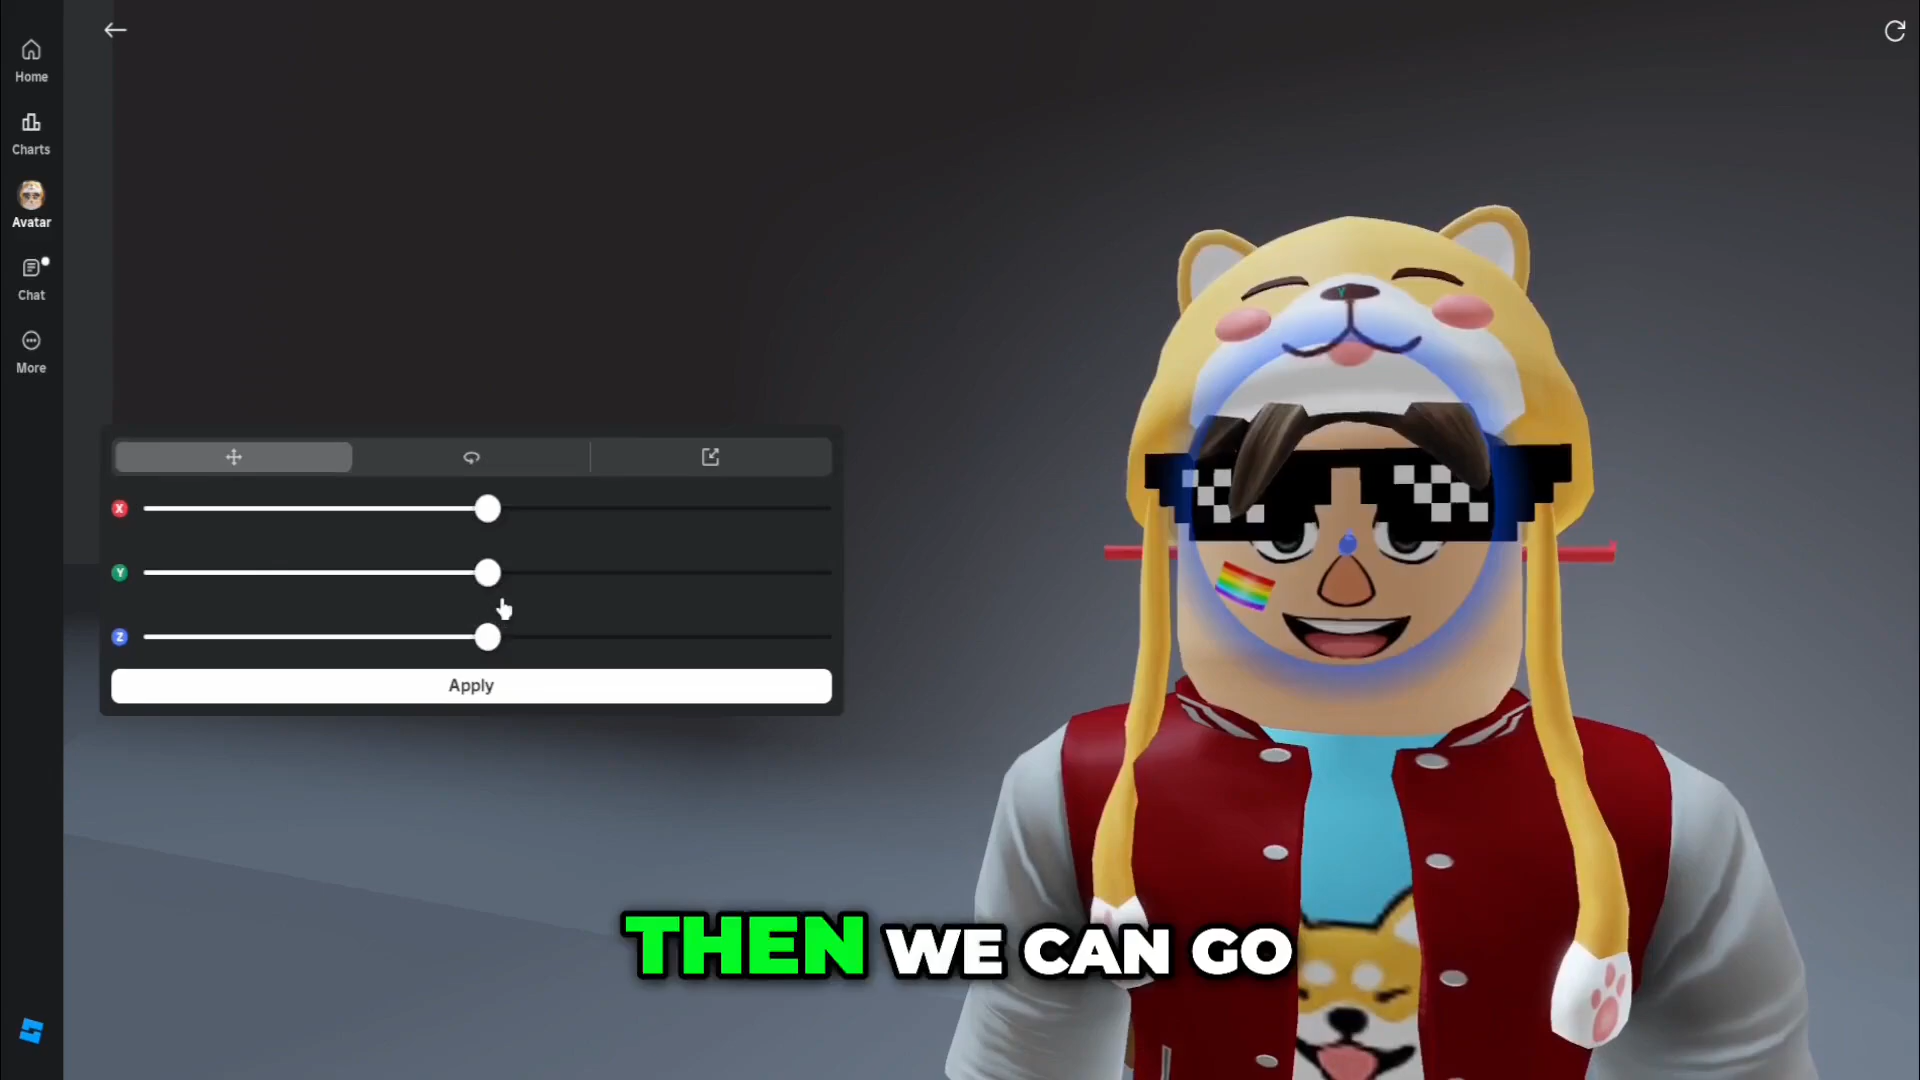 Home
Charts
Avatar
Chat
More
X
Y
Z
Apply
Y
THEN WE CAN GO